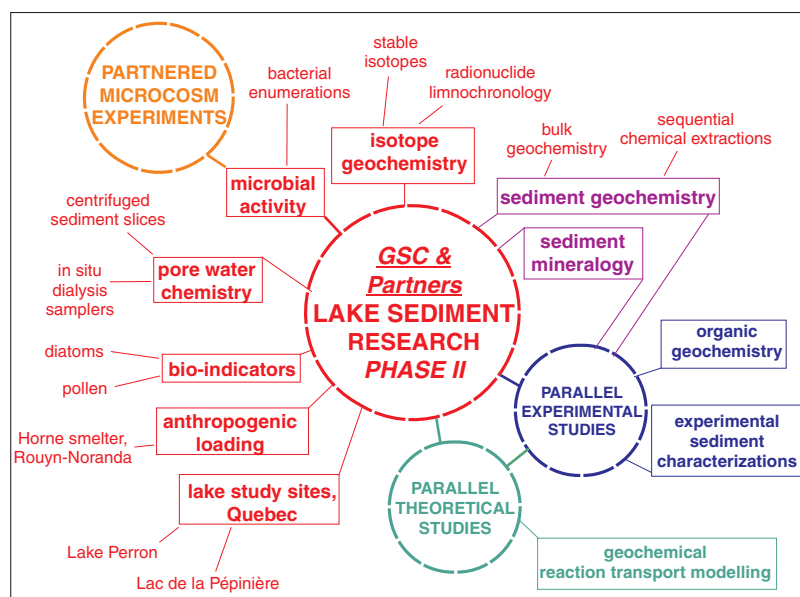 PARTNERED
MICROCOSM
EXPERIMENTS
bacterial
enumerations
stable
isotopes
radionuclide
limnochronology
isotope
geochemistry
bulk
geochemistry
sequential
chemical extractions
microbial
activity
sediment geochemistry
sediment
mineralogy
centrifuged
sediment slices
in situ
dialysis
samplers
pore water
chemistry
GSC &
Partners
LAKE SEDIMENT
RESEARCH
PHASE II
diatoms
pollen
bio-indicators
organic
geochemistry
PARALLEL
EXPERIMENTAL
STUDIES
experimental
sediment
characterizations
Horne smelter,
Rouyn-Noranda
anthropogenic
loading
lake study sites,
Quebec
Lake Perron
Lac de la Pépinière
PARALLEL
THEORETICAL
STUDIES
geochemical
reaction transport modelling